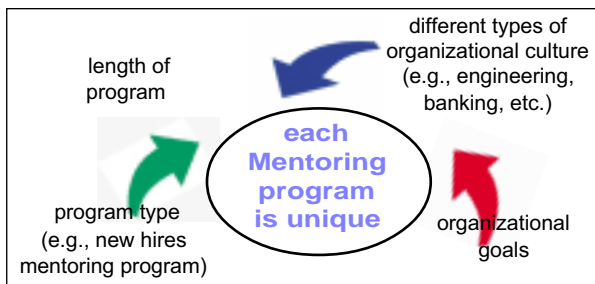 length of
program
different types of
organizational culture
(e.g., engineering,
banking, etc.)
each
Mentoring
program
is unique
program type
(e.g., new hires
mentoring program)
organizational
goals